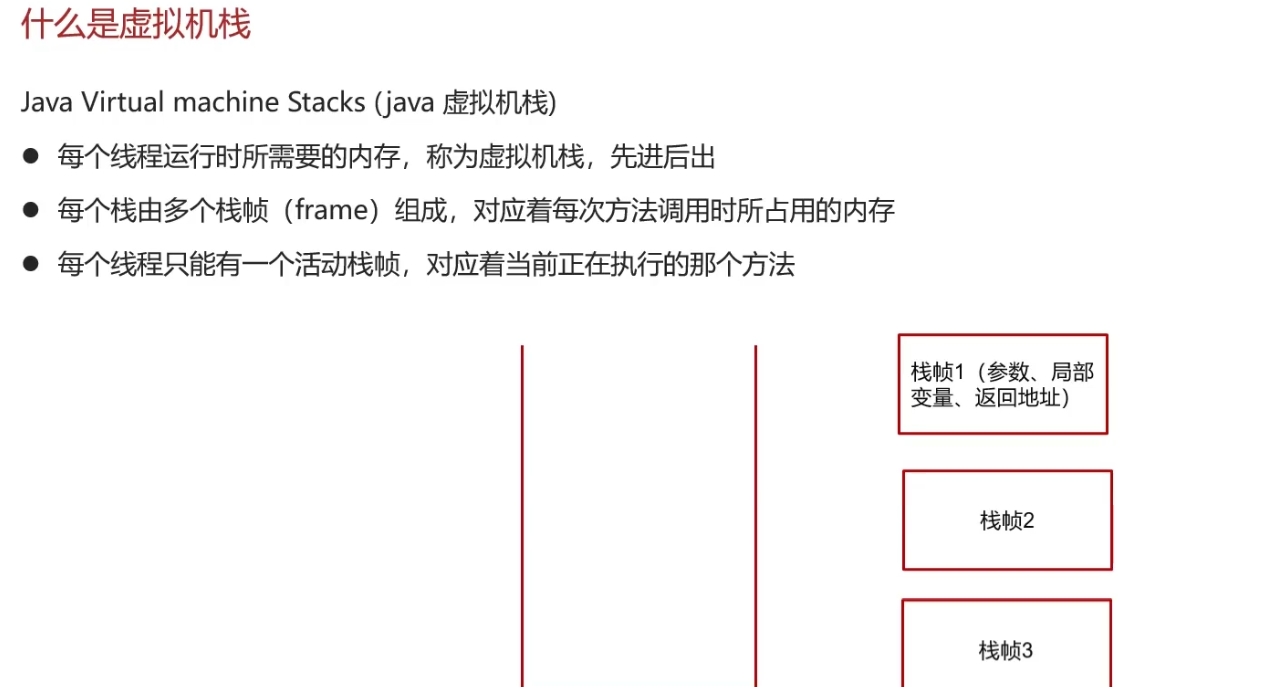 什么是虚拟机栈
Java Virtual machine Stacks (java 虚拟机栈)
● 每个线程运行时所需要的内存，称为虚拟机栈，先进后出
● 每个栈由多个栈帧（frame）组成，对应着每次方法调用时所占用的内存
● 每个线程只能有一个活动栈帧，对应着当前正在执行的那个方法
栈帧1（参数、局部
变量、返回地址）
栈帧2
栈帧3